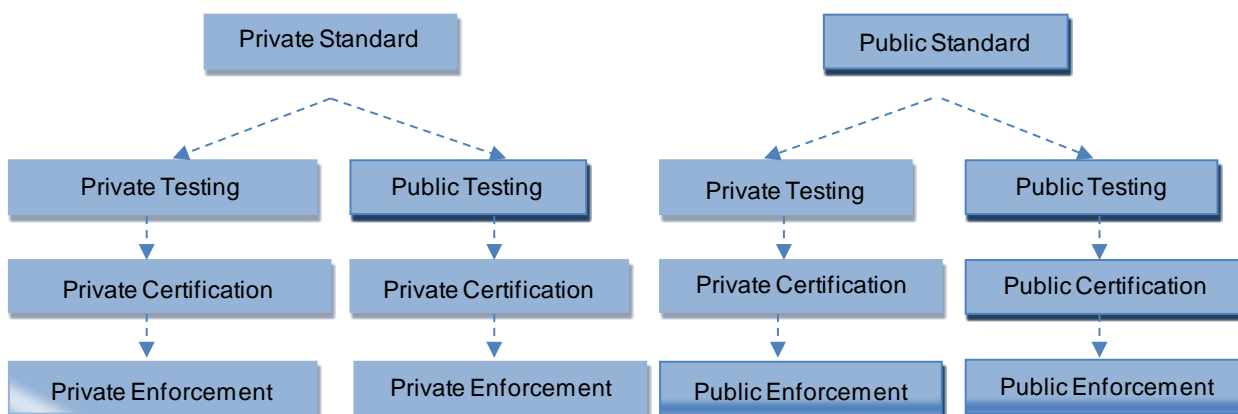 Private Standard
Public Standard
Private Testing
Public Testing
Private Testing
Public Testing
Private Certification
Private Certification
Private Certification
Public Certification
Private Enforcement
Private Enforcement
Public Enforcement
Public Enforcement